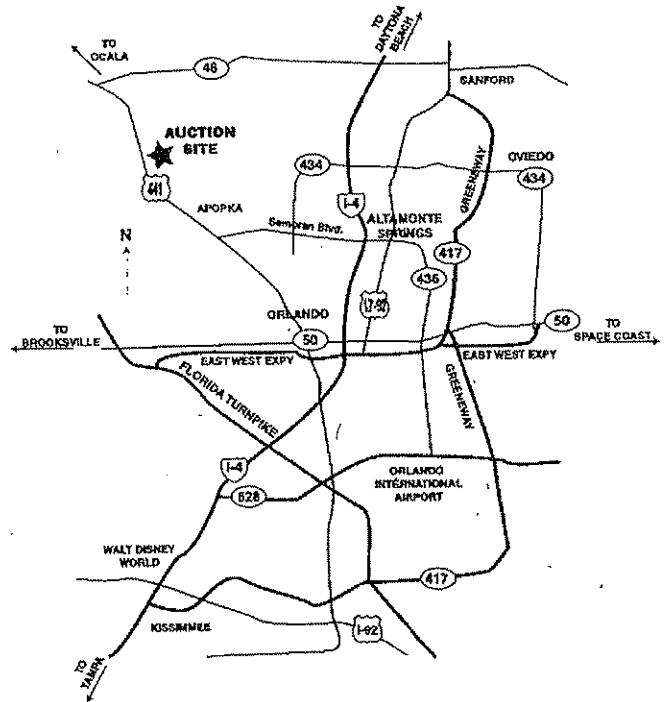 TO
DAYTONA
BEACH
TO
OCALA
46
SANFORD
AUCTION
SITE
434
OVIEDO
434
GREENEWAY
441
I-4
APOPKA
Semoran Blvd.
ALTAMONTE
SPRINGS
N
417
436
17-92
ORLANDO
50
50
TO
BROOKSVILLE
TO
SPACE COAST
EAST WEST EXPY
EAST WEST EXPY
FLORIDA TURNPIKE
GREENEWAY
I-4
528
ORLANDO
INTERNATIONAL
AIRPORT
WALT DISNEY
WORLD
417
KISSIMMEE
I-92
TO
TAMPA